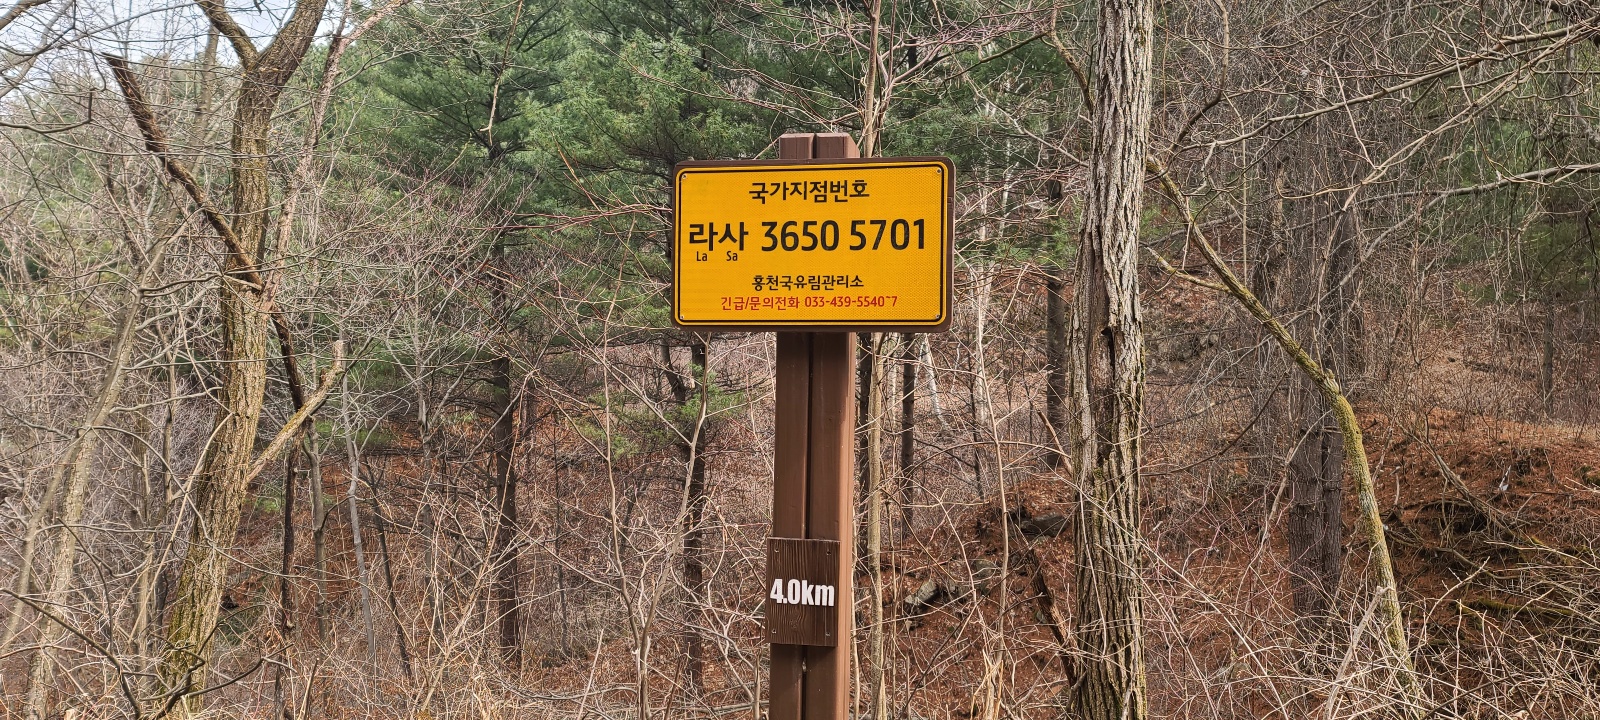 국가지점번호
라사 3650 5701
La Sa
홍천국유림관리소
긴급/문의전화 033-439-5540~7
4.0km